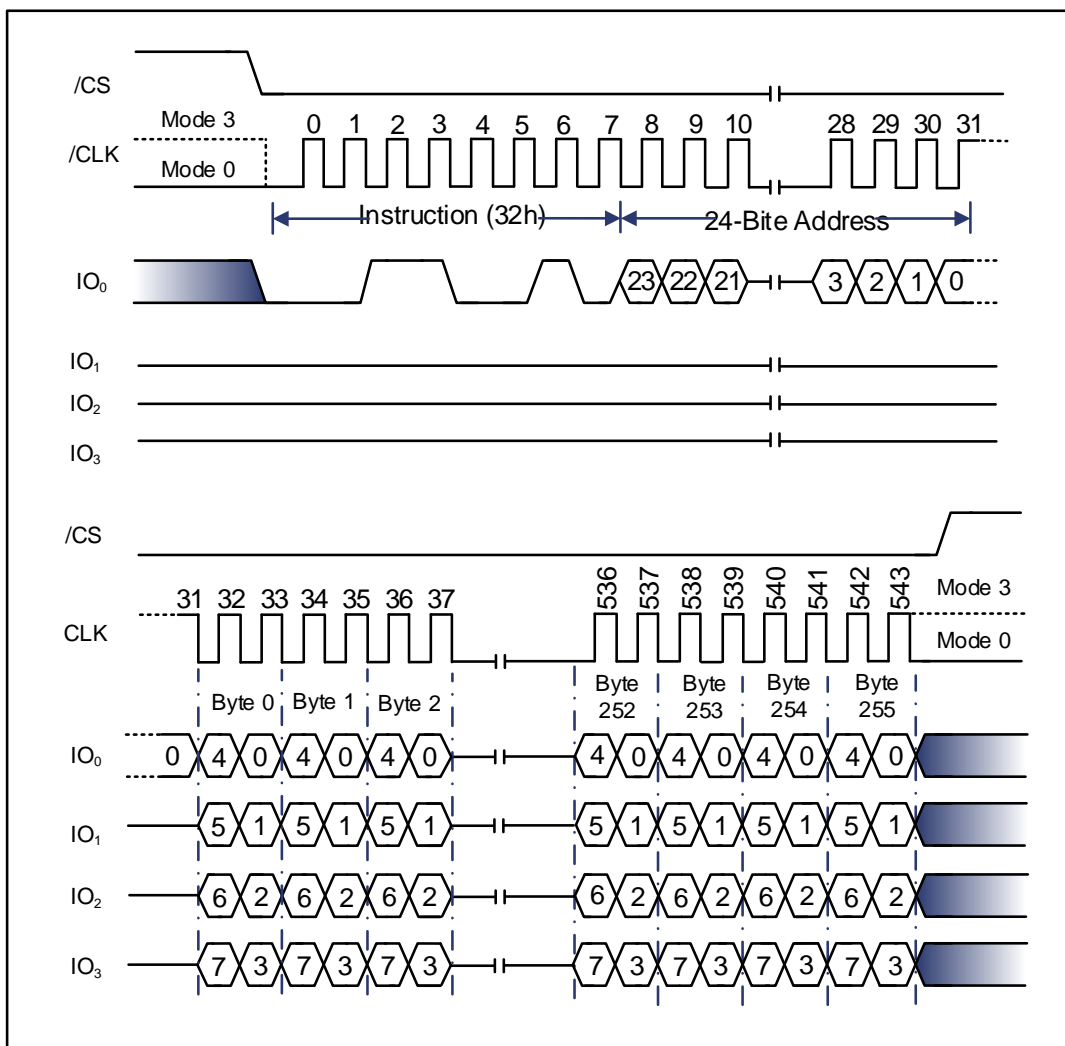 /CS
Mode 3
0 1 2 3 4 5 6 7 8 9 10 28 29 30 31
/CLK
Mode 0
Instruction (32h) 24-Bite Address
IO₀ 23 22 21 3 2 1 0
IO₁
IO₂
IO₃
/CS
31 32 33 34 35 36 37 536 537 538 539 540 541 542 543 Mode 3
CLK
Mode 0
Byte 0 Byte 1 Byte 2 Byte 252 Byte 253 Byte 254 Byte 255
IO₀ 0 4 0 4 0 4 0 4 0 4 0 4 0 4 0
IO₁ 5 1 5 1 5 1 5 1 5 1 5 1 5 1
IO₂ 6 2 6 2 6 2 6 2 6 2 6 2 6 2
IO₃ 7 3 7 3 7 3 7 3 7 3 7 3 7 3